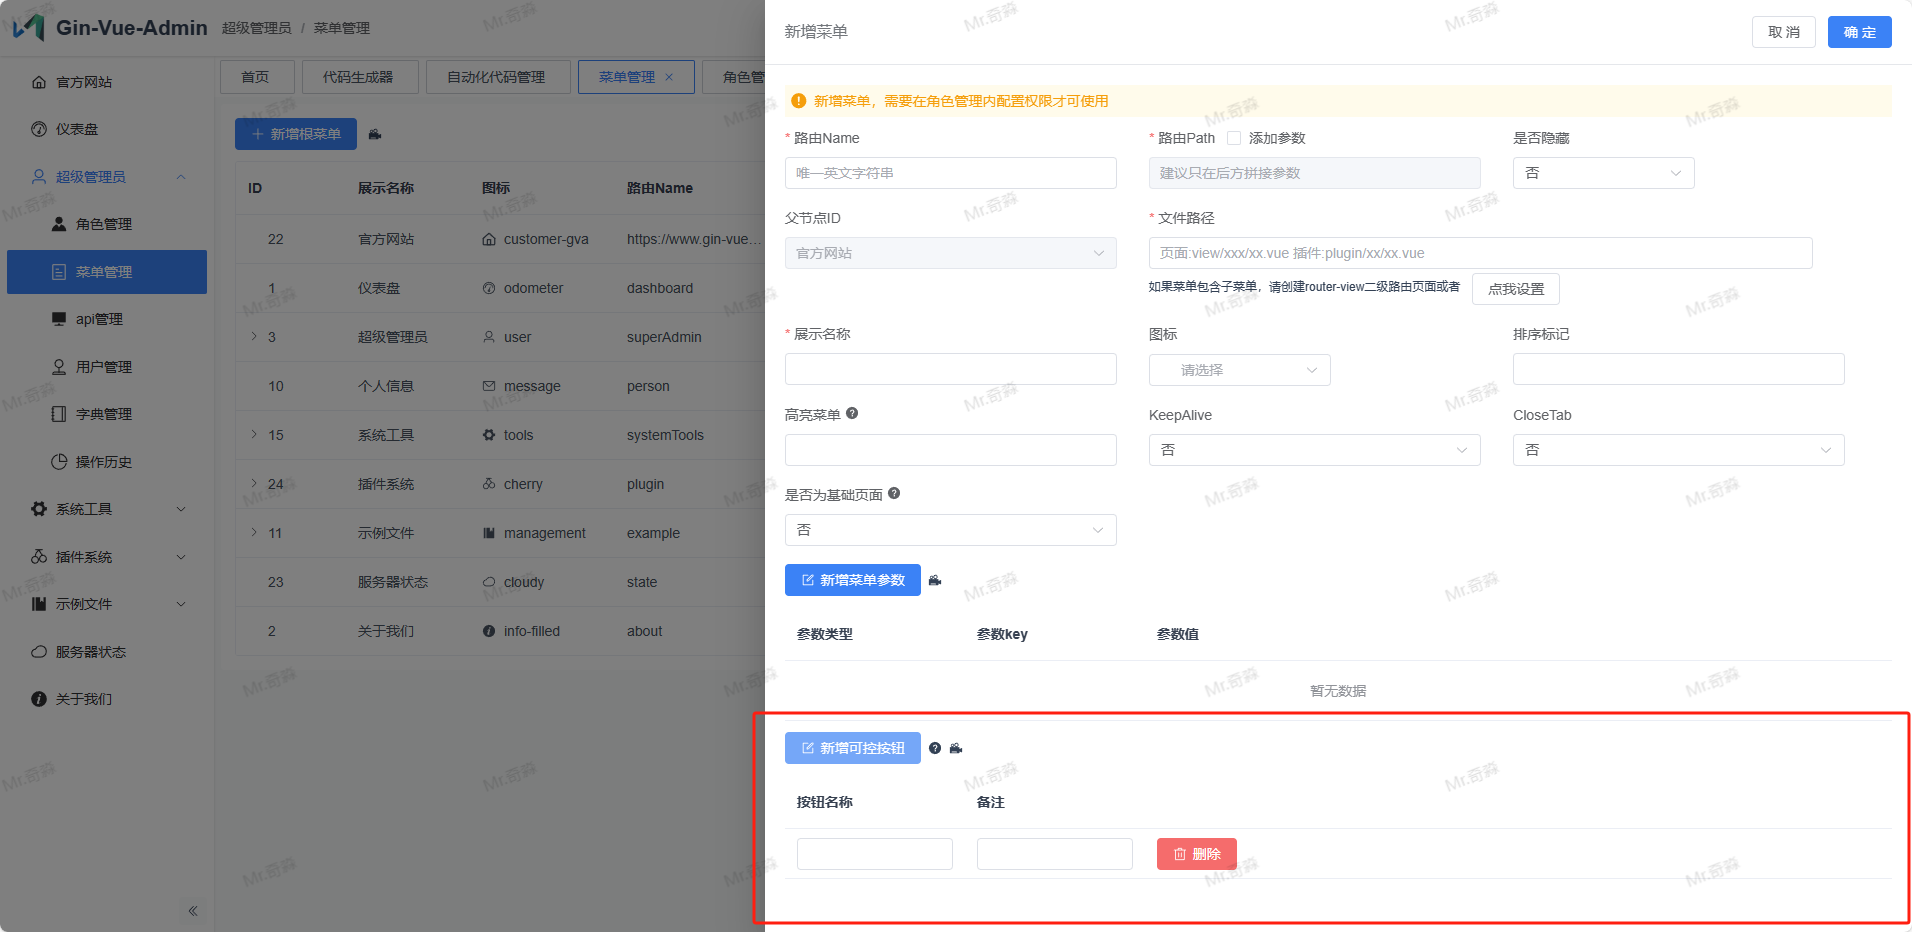 Gin-Vue-Admin
超级管理员 / 菜单管理
官方网站
仪表盘
超级管理员
角色管理
菜单管理
api管理
用户管理
字典管理
操作历史
系统工具
插件系统
示例文件
服务器状态
关于我们
首页
代码生成器
自动化代码管理
菜单管理 ×
角色管
新增根菜单
ID 展示名称 图标 路由Name
22 官方网站 customer-gva https://www.gin-vue...
1 仪表盘 odometer dashboard
3 超级管理员 user superAdmin
10 个人信息 message person
15 系统工具 tools systemTools
24 插件系统 cherry plugin
11 示例文件 management example
23 服务器状态 cloudy state
2 关于我们 info-filled about
新增菜单
取 消
确 定
新增菜单，需要在角色管理内配置权限才可使用
* 路由Name
唯一英文字符串
* 路由Path 添加参数
建议只在后方拼接参数
是否隐藏
否
父节点ID
官方网站
* 文件路径
页面:view/xxx/xx.vue 插件:plugin/xx/xx.vue
如果菜单包含子菜单，请创建router-view二级路由页面或者 点我设置
* 展示名称
图标
请选择
排序标记
高亮菜单
KeepAlive
否
CloseTab
否
是否为基础页面
否
新增菜单参数
参数类型 参数key 参数值
暂无数据
新增可控按钮
按钮名称 备注
删除
Mr.奇淼